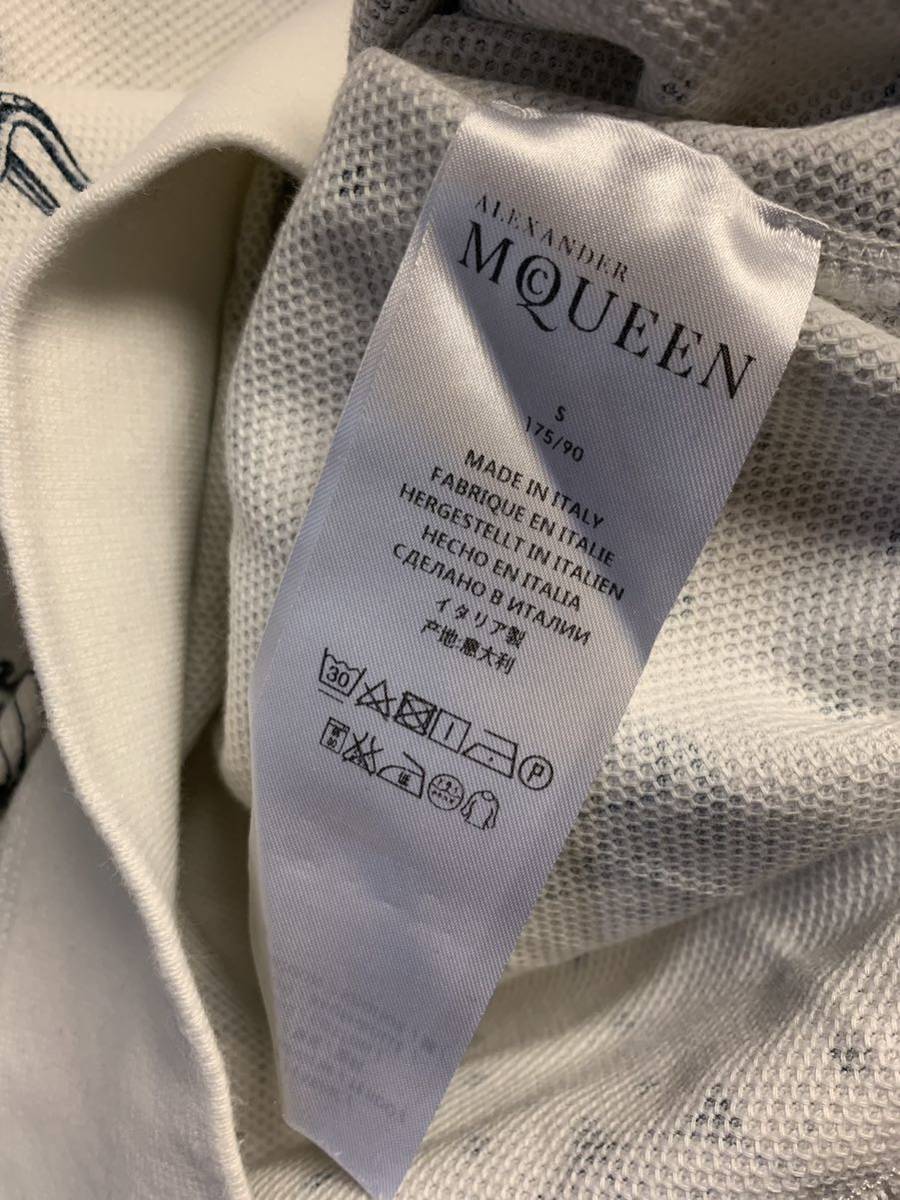 ALEXANDER
McQUEEN
S
175/90
MADE IN ITALY
FABRIQUE EN ITALIE
HERGESTELLT IN ITALIEN
HECHO EN ITALIA
СДЕЛАНО В ИТАЛИИ
イタリア製
产地:意大利
30 P